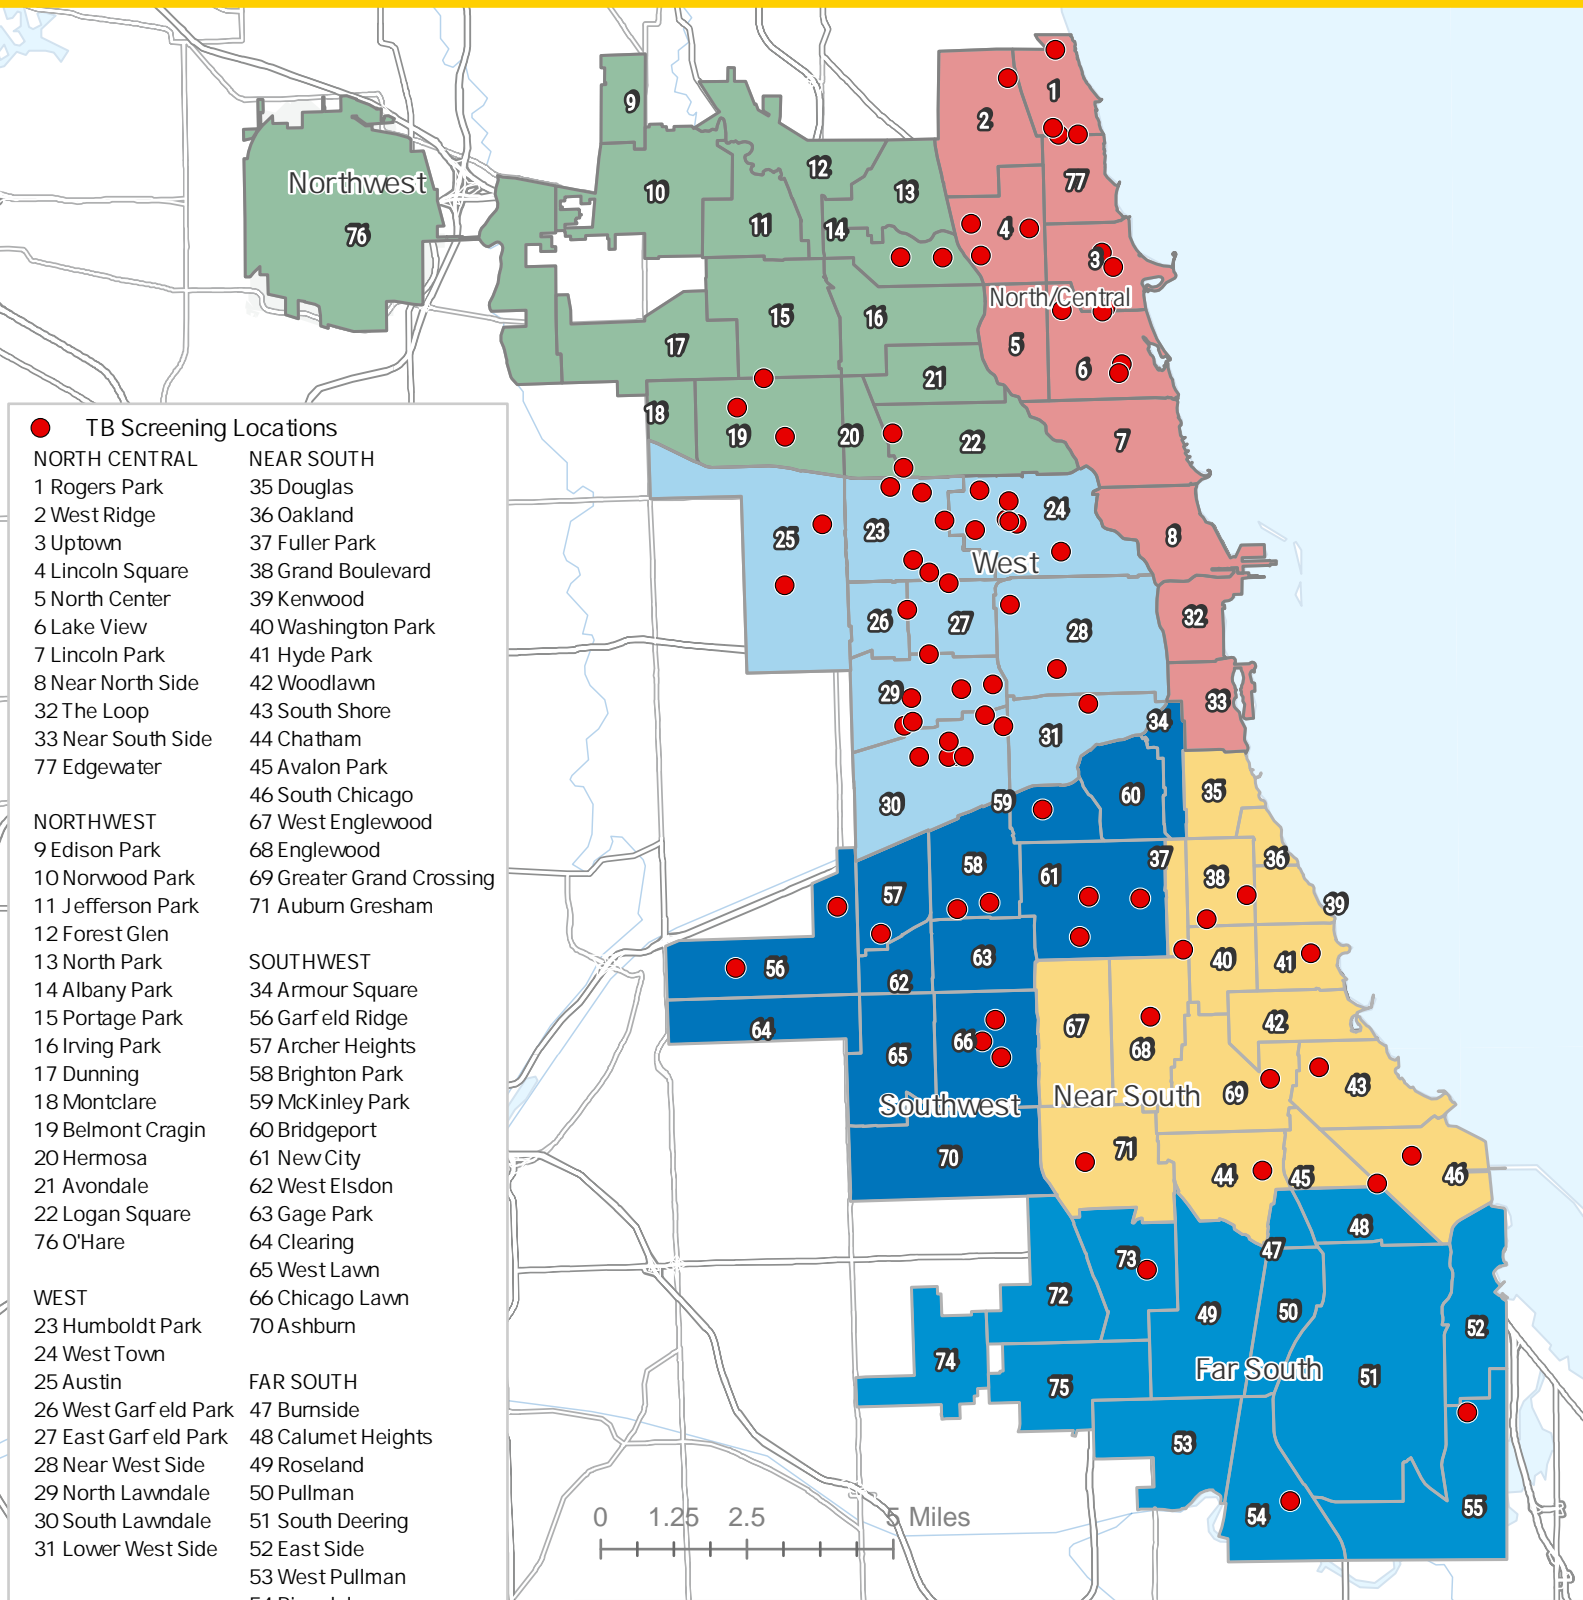 TB Screening Locations
NORTH CENTRAL
1 Rogers Park
2 West Ridge
3 Uptown
4 Lincoln Square
5 North Center
6 Lake View
7 Lincoln Park
8 Near North Side
32 The Loop
33 Near South Side
77 Edgewater
NORTHWEST
9 Edison Park
10 Norwood Park
11 Jefferson Park
12 Forest Glen
13 North Park
14 Albany Park
15 Portage Park
16 Irving Park
17 Dunning
18 Montclare
19 Belmont Cragin
20 Hermosa
21 Avondale
22 Logan Square
76 O'Hare
WEST
23 Humboldt Park
24 West Town
25 Austin
26 West Garf eld Park
27 East Garf eld Park
28 Near West Side
29 North Lawndale
30 South Lawndale
31 Lower West Side
NEAR SOUTH
35 Douglas
36 Oakland
37 Fuller Park
38 Grand Boulevard
39 Kenwood
40 Washington Park
41 Hyde Park
42 Woodlawn
43 South Shore
44 Chatham
45 Avalon Park
46 South Chicago
67 West Englewood
68 Englewood
69 Greater Grand Crossing
71 Auburn Gresham
SOUTHWEST
34 Armour Square
56 Garf eld Ridge
57 Archer Heights
58 Brighton Park
59 McKinley Park
60 Bridgeport
61 New City
62 West Elsdon
63 Gage Park
64 Clearing
65 West Lawn
66 Chicago Lawn
70 Ashburn
FAR SOUTH
47 Burnside
48 Calumet Heights
49 Roseland
50 Pullman
51 South Deering
52 East Side
53 West Pullman
1
9
2
12
77
Northwest
10
13
11
14
4
76
3
North/Central
15
16
17
5
6
21
18
19
20
22
7
24
23
25
8
West
26
27
28
32
29
33
34
31
35
60
30
59
36
37
58
61
38
57
39
63
40
41
56
62
42
67
64
66
68
65
43
69
Near South
Southwest
71
70
44
45
46
48
47
73
72
49
50
52
74
Far South
51
75
53
55
54
0 1.25 2.5 5 Miles